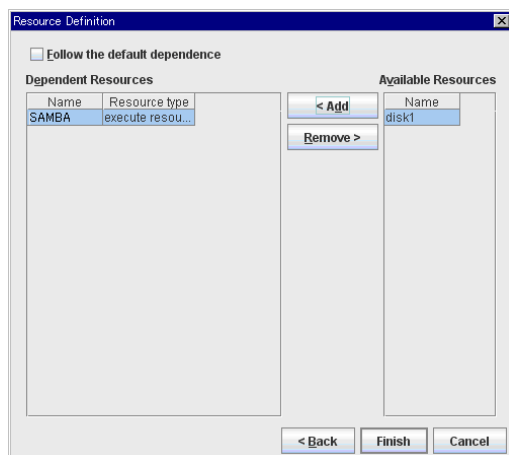 Resource Definition
Follow the default dependence
Dependent Resources
Available Resources
Name Resource type
SAMBA execute resou...
< Add
Remove >
Name
disk1
< Back Finish Cancel